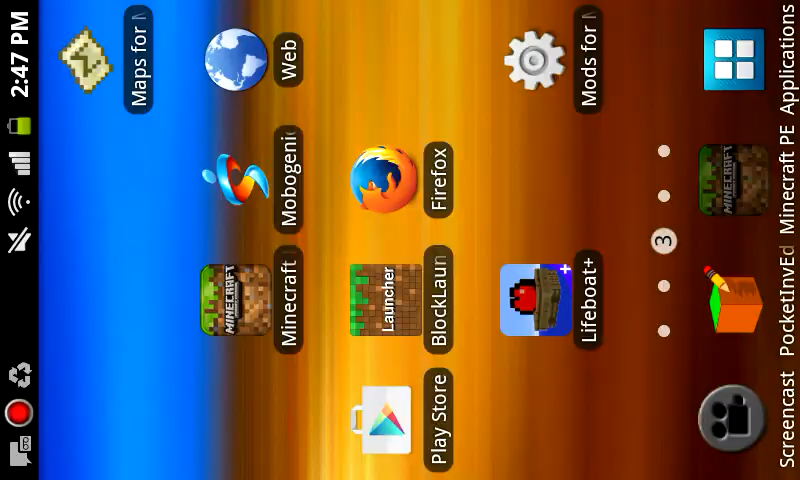 2:47 PM
Maps for
MINECRAFT
Minecraft
Mobogeni
Web
Launcher
Play Store
BlockLaun
Firefox
Lifeboat+
Mods for
3
MINECRAFT
Screencast
PocketInvEd
Minecraft PE
Applications